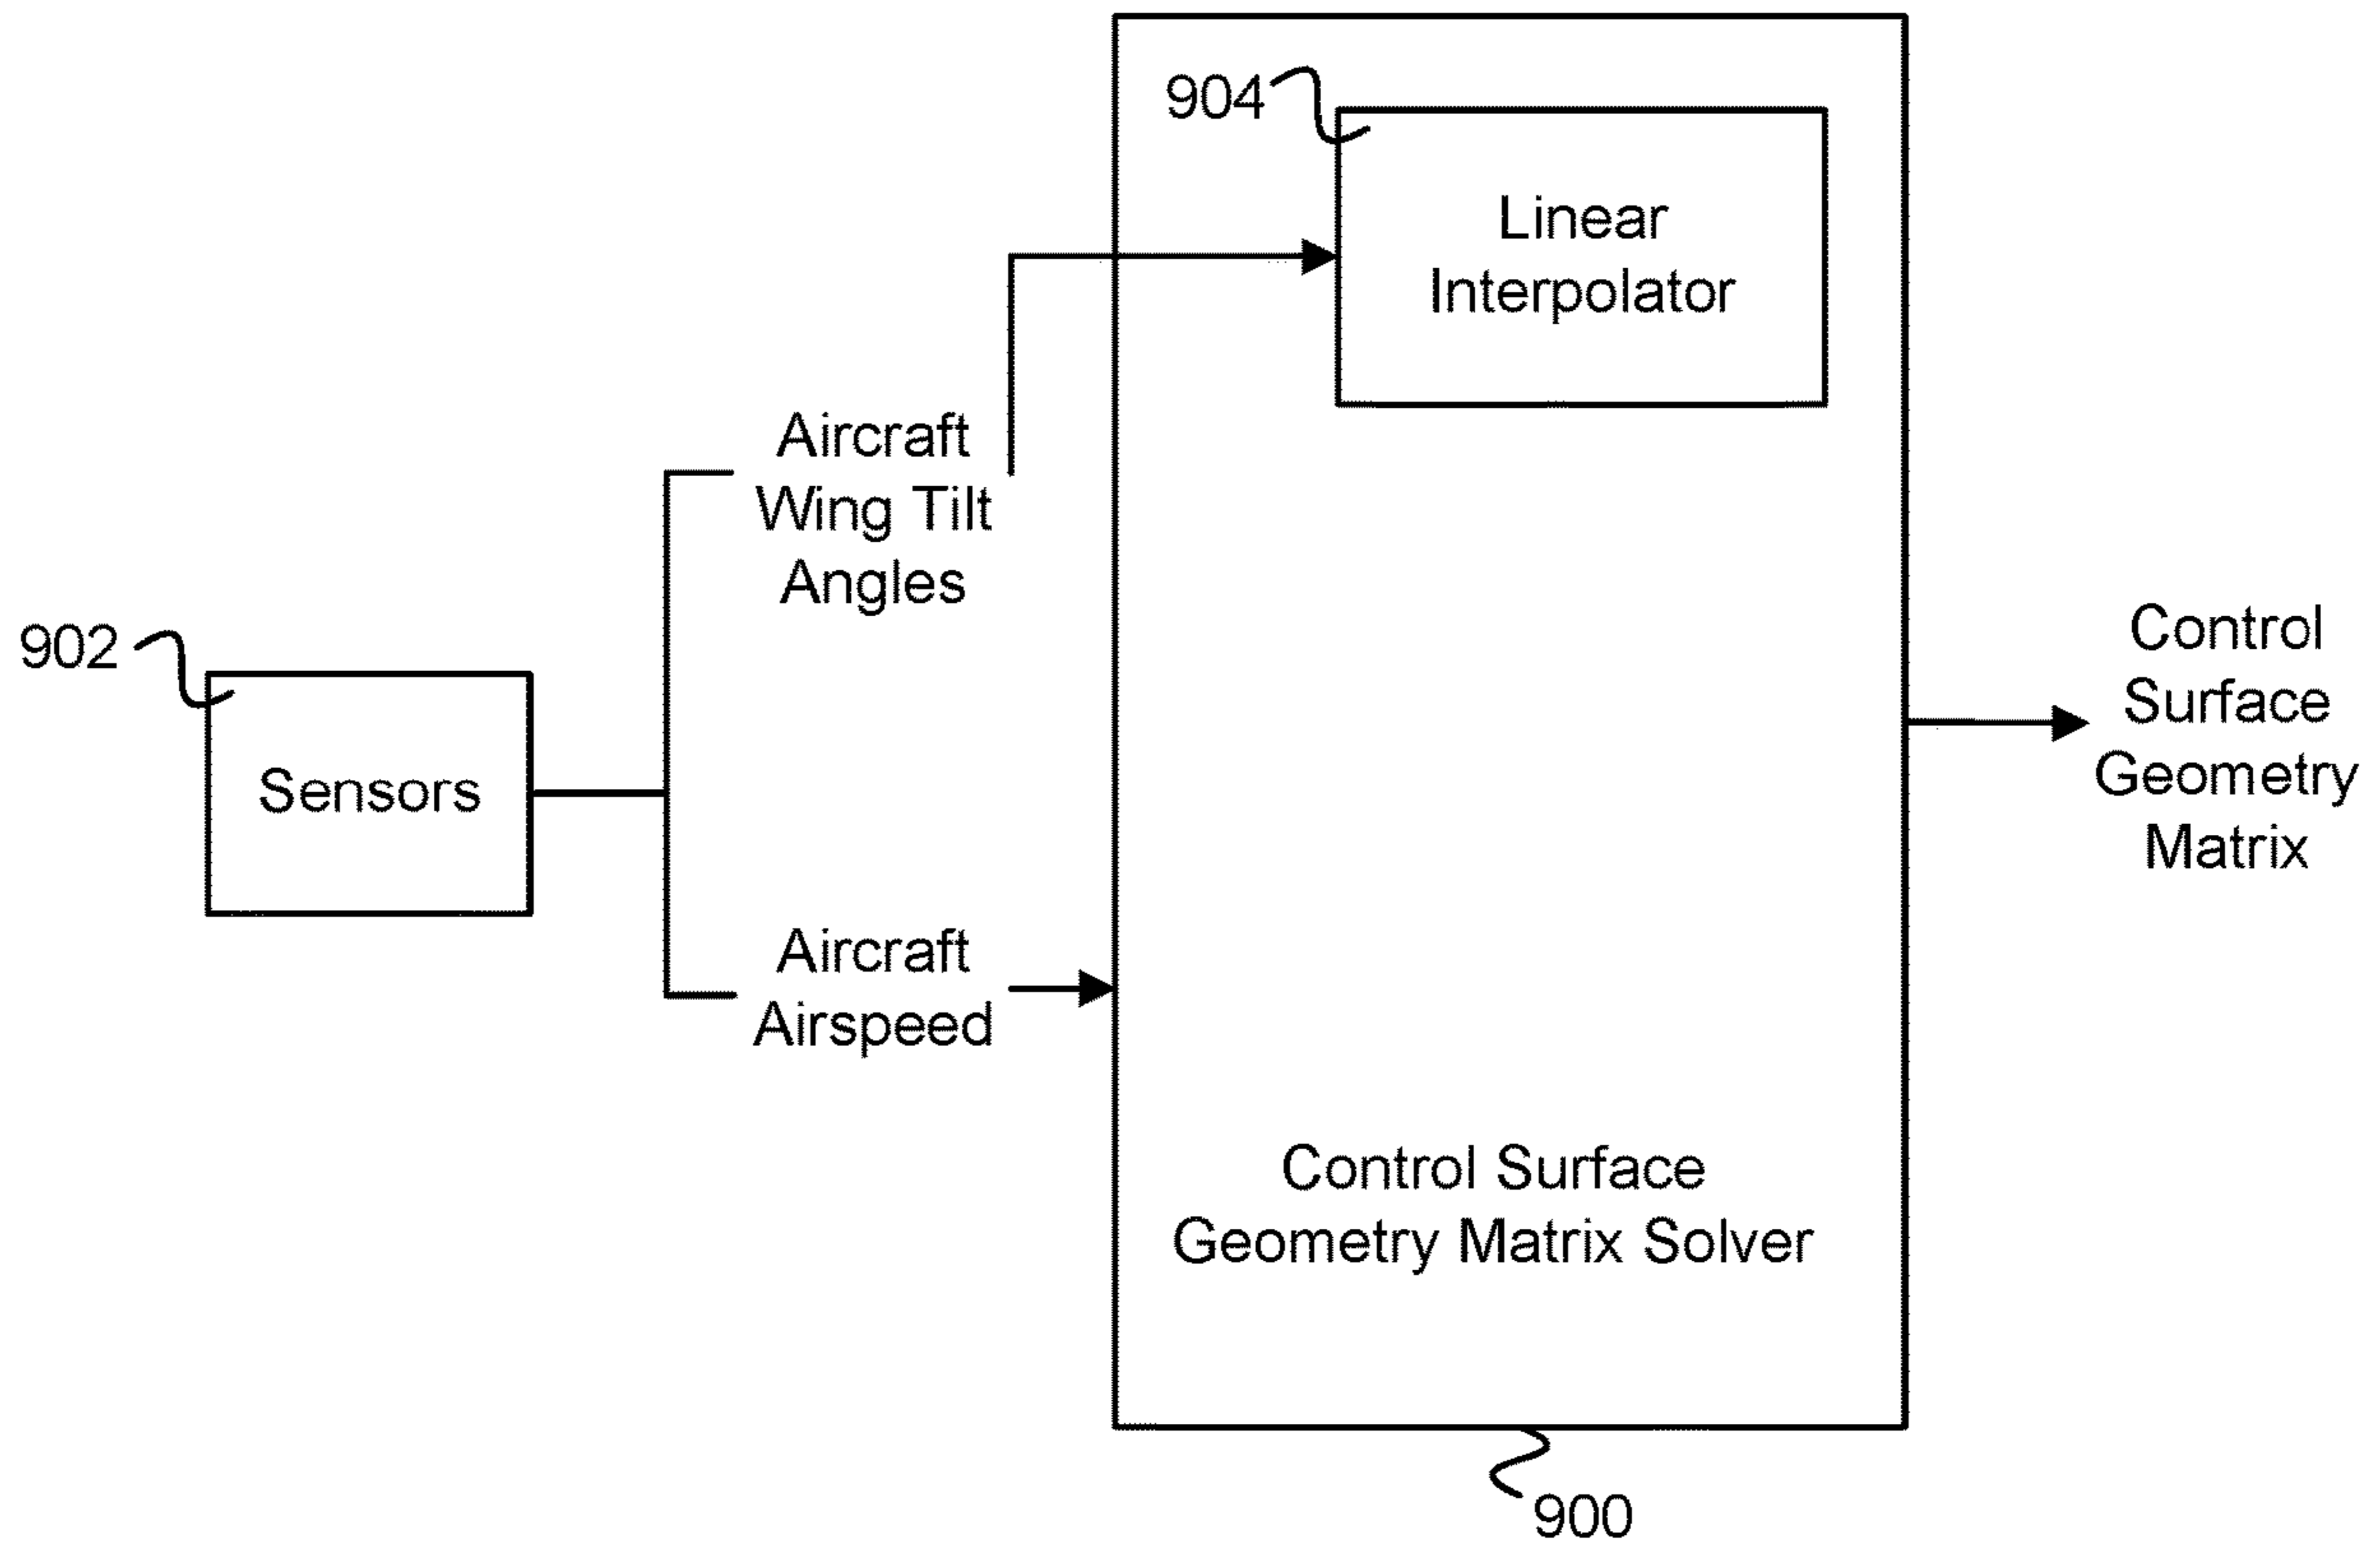 904
Linear
Interpolator
Aircraft
Wing Tilt
Angles
902
Sensors
Control
Surface
Geometry
Matrix
Aircraft
Airspeed
Control Surface
Geometry Matrix Solver
900